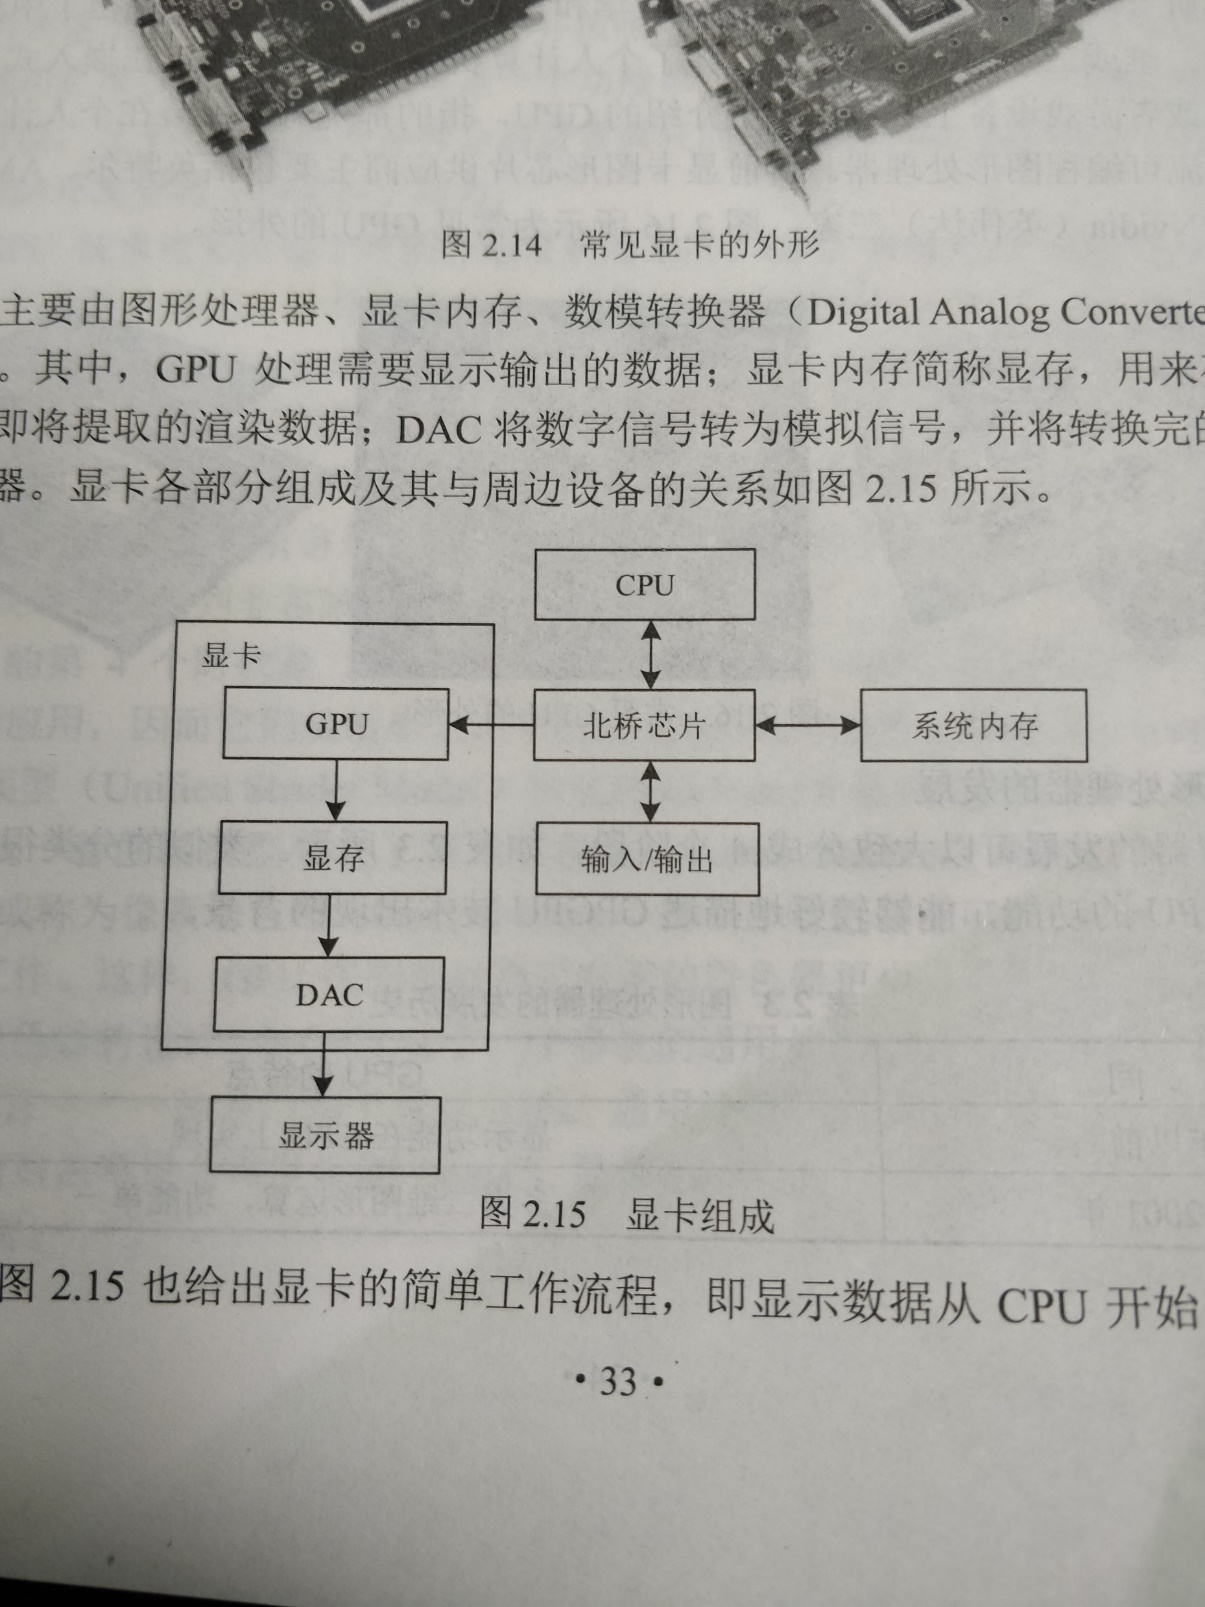 图 2.14 常见显卡的外形
主要由图形处理器、显卡内存、数模转换器（Digital Analog Converte
。其中，GPU 处理需要显示输出的数据；显卡内存简称显存，用来
即将提取的渲染数据；DAC 将数字信号转为模拟信号，并将转换完的
器。显卡各部分组成及其与周边设备的关系如图 2.15 所示。
CPU
显卡
GPU
北桥芯片
系统内存
显存
输入/输出
DAC
显示器
图 2.15 显卡组成
图 2.15 也给出显卡的简单工作流程，即显示数据从 CPU 开始
·33·